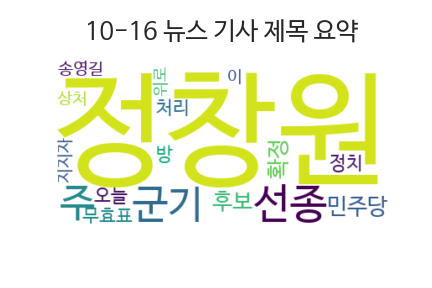 10-16 뉴스 기사 제목 요약
송영길
위로
이
상처
처리
정창원
지지자
방
확정
정치
주
오늘
무효표
군기
후보
선종
민주당